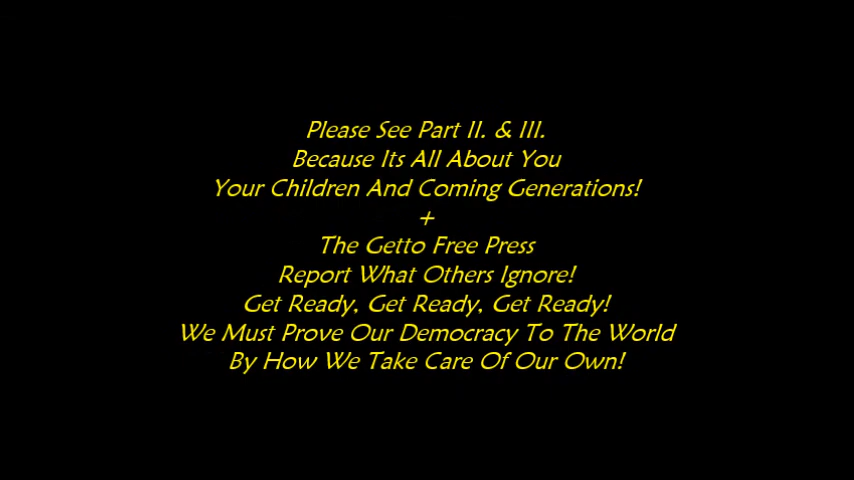 Please See Part II. & III.
Because Its All About You
Your Children And Coming Generations!
+
The Getto Free Press
Report What Others Ignore!
Get Ready, Get Ready, Get Ready!
We Must Prove Our Democracy To The World
By How We Take Care Of Our Own!